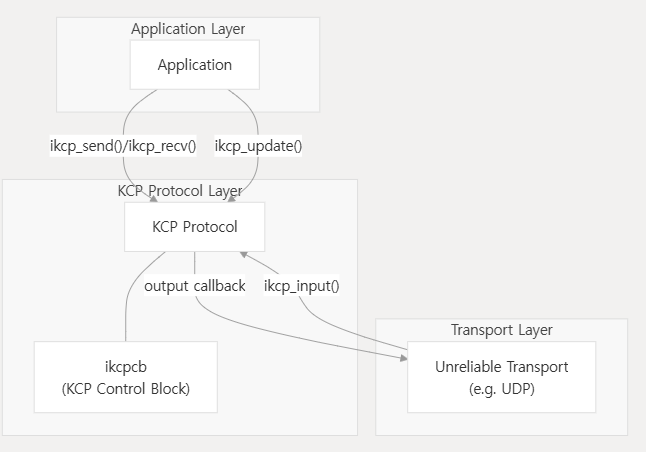 Application Layer
Application
ikcp_send()/ikcp_recv()
ikcp_update()
KCP Protocol Layer
KCP Protocol
output callback
ikcp_input()
Transport Layer
ikcpcb
(KCP Control Block)
Unreliable Transport
(e.g. UDP)